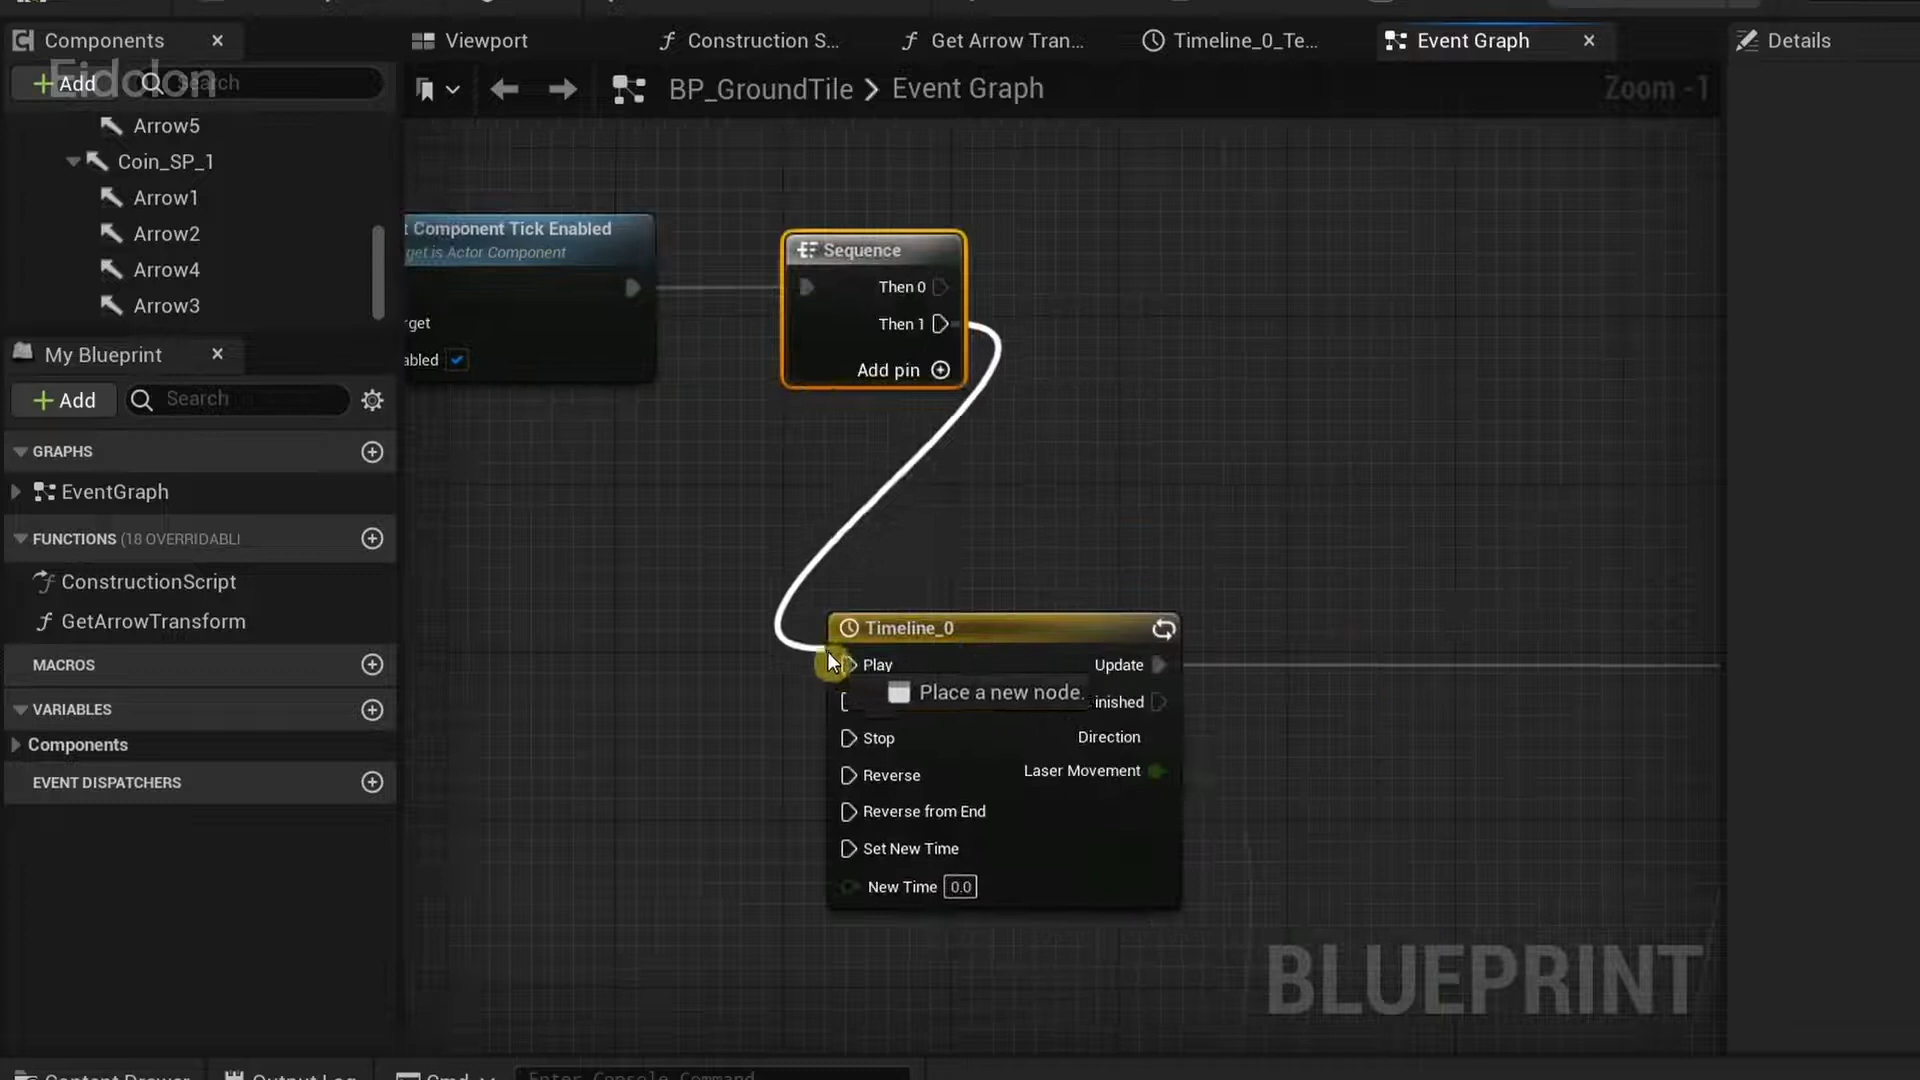 Components
Viewport
Construction S...
Get Arrow Tran...
Timeline_0_Te...
Event Graph
Details
Add
Search
Eidolon
BP_GroundTile > Event Graph
Zoom -1
Arrow5
Coin_SP_1
Arrow1
Arrow2
Arrow4
Arrow3
t Component Tick Enabled
get is Actor Component
rget
abled
Sequence
Then 0
Then 1
Add pin
My Blueprint
Add
Search
GRAPHS
EventGraph
FUNCTIONS (18 OVERRIDABLI
ConstructionScript
GetArrowTransform
MACROS
VARIABLES
Components
EVENT DISPATCHERS
Timeline_0
Play
Update
Place a new node.
inished
Stop
Direction
Reverse
Laser Movement
Reverse from End
Set New Time
New Time 0.0
BLUEPRINT
Content Drawer
Output Log
Cmd
Enter Console Command